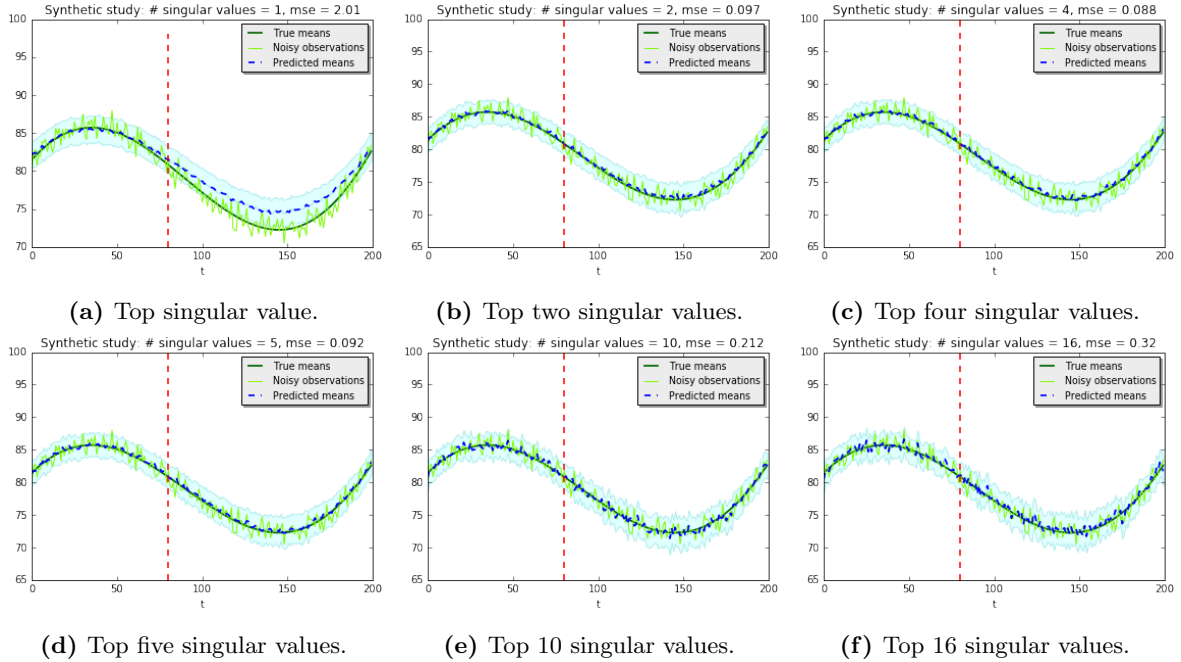 Synthetic study: # singular values = 1, mse = 2.01
True means
Noisy observations
Predicted means
100
95
90
85
80
75
70
0 50 100 150 200
t
(a) Top singular value.
Synthetic study: # singular values = 2, mse = 0.097
True means
Noisy observations
Predicted means
100
95
90
85
80
75
70
65
0 50 100 150 200
t
(b) Top two singular values.
Synthetic study: # singular values = 4, mse = 0.088
True means
Noisy observations
Predicted means
100
95
90
85
80
75
70
65
0 50 100 150 200
t
(c) Top four singular values.
Synthetic study: # singular values = 5, mse = 0.092
True means
Noisy observations
Predicted means
100
95
90
85
80
75
70
65
0 50 100 150 200
t
(d) Top five singular values.
Synthetic study: # singular values = 10, mse = 0.212
True means
Noisy observations
Predicted means
100
95
90
85
80
75
70
65
0 50 100 150 200
t
(e) Top 10 singular values.
Synthetic study: # singular values = 16, mse = 0.32
True means
Noisy observations
Predicted means
100
95
90
85
80
75
70
65
0 50 100 150 200
t
(f) Top 16 singular values.